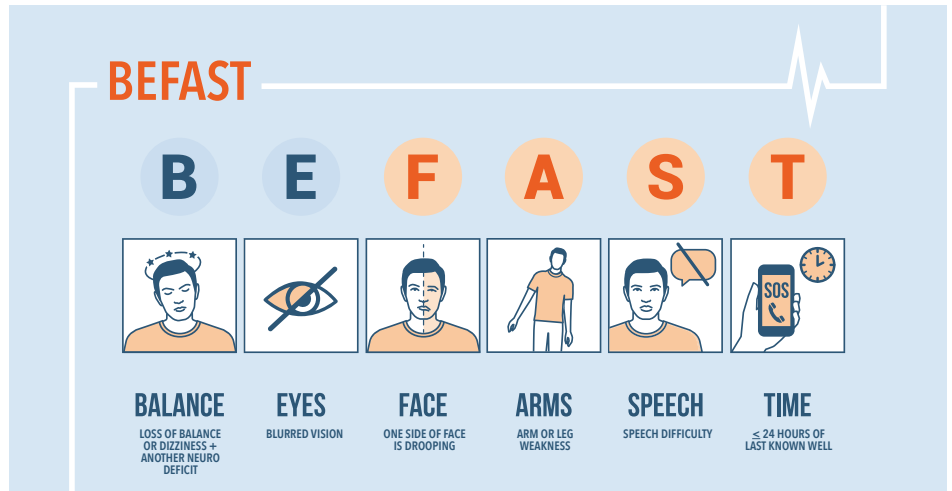 BEFAST
B E F A S T
SOS
BALANCE EYES FACE ARMS SPEECH TIME
LOSS OF BALANCE
OR DIZZINESS +
ANOTHER NEURO
DEFICIT
BLURRED VISION
ONE SIDE OF FACE
IS DROOPING
ARM OR LEG
WEAKNESS
SPEECH DIFFICULTY
≤ 24 HOURS OF
LAST KNOWN WELL